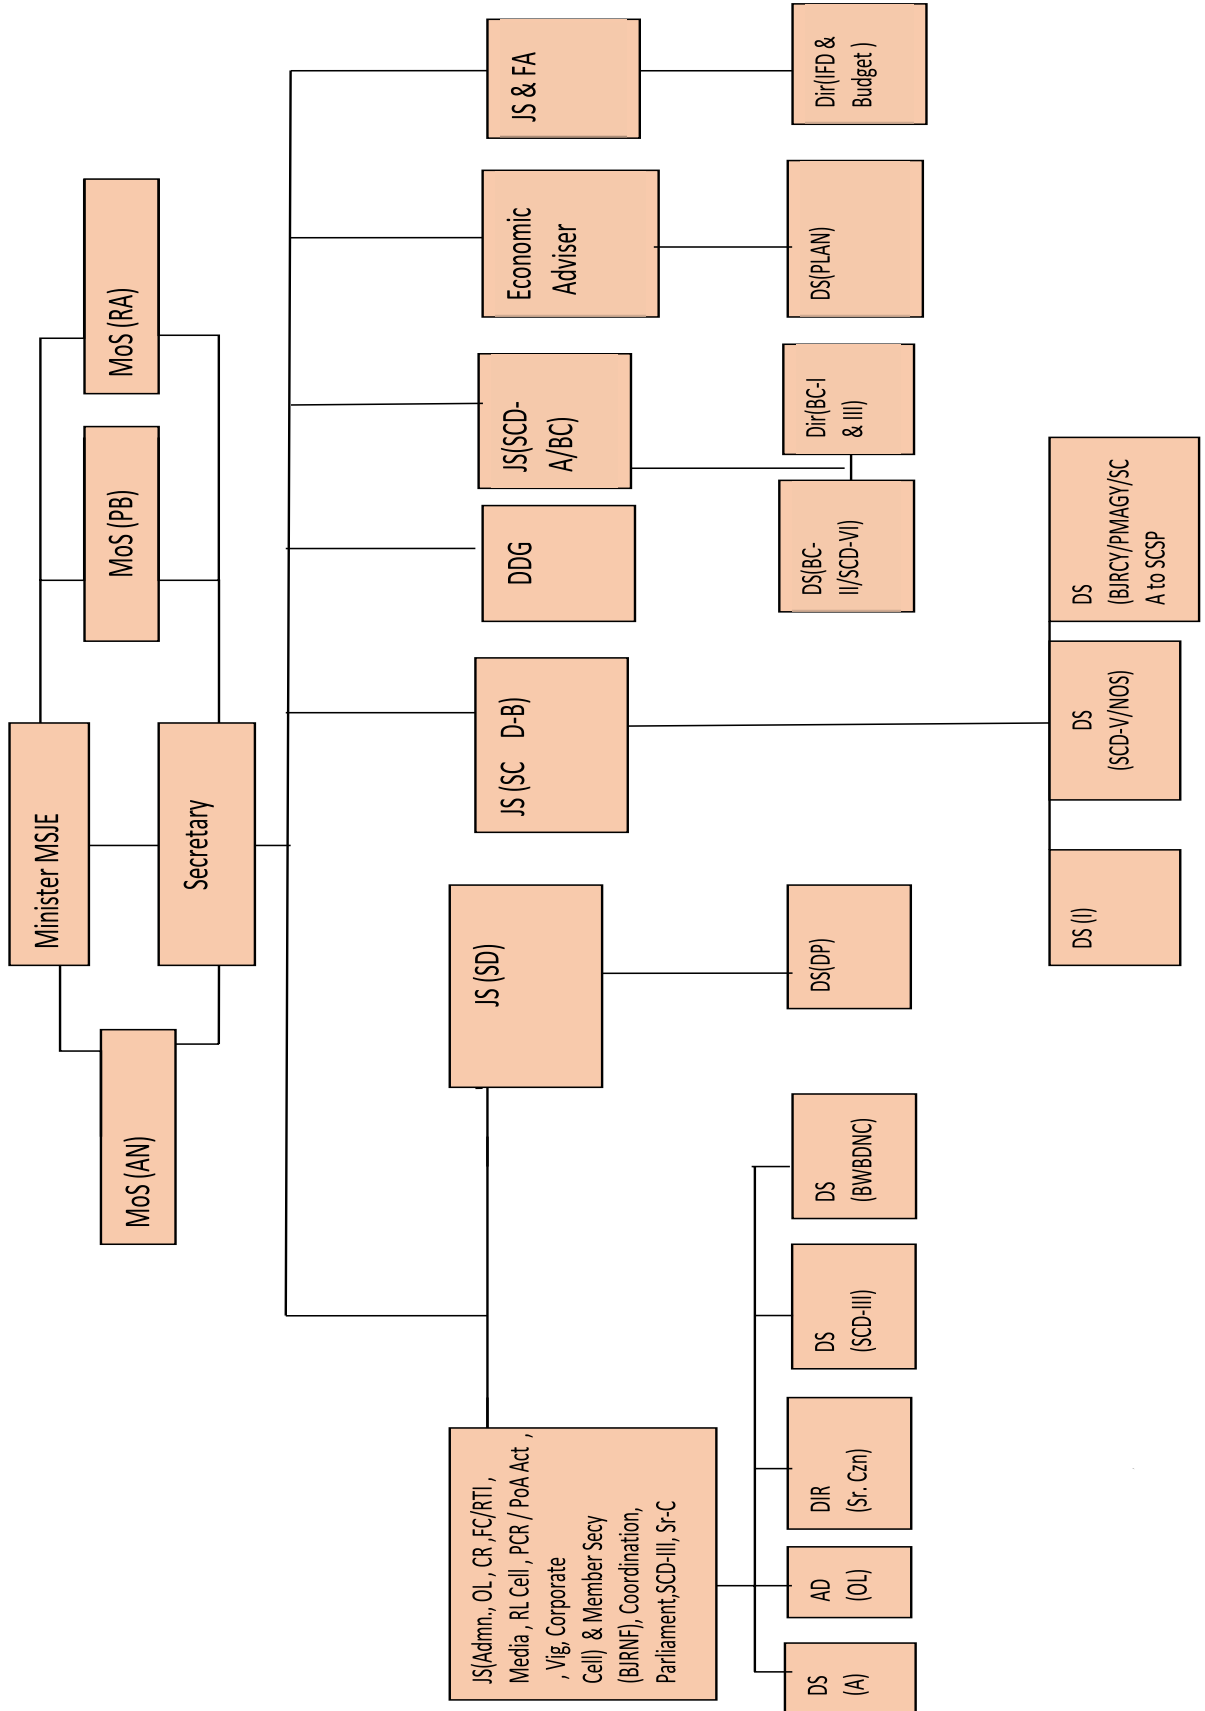 Minister MSJE
MoS (AN)
MoS (PB)
MoS (RA)
Secretary
JS(Admn., OL , CR ,FC/RTI ,
Media , RL Cell , PCR / PoA Act ,
, Vig, Corporate
Cell) & Member Secy
(BJRNF), Coordination,
Parliament,SCD-III, Sr-C
JS (SD)
JS (SC D-B)
DDG
JS(SCD-
A/BC)
Economic
Adviser
JS & FA
DS
(A)
AD
(OL)
DIR
(Sr. Czn)
DS
(SCD-III)
DS
(BWBDNC)
DS(DP)
DS(BC-
II/SCD-VI)
Dir(BC-I
& III)
DS(PLAN)
Dir(IFD &
Budget )
DS (I)
DS
(SCD-V/NOS)
DS
(BJRCY/PMAGY/SC
A to SCSP